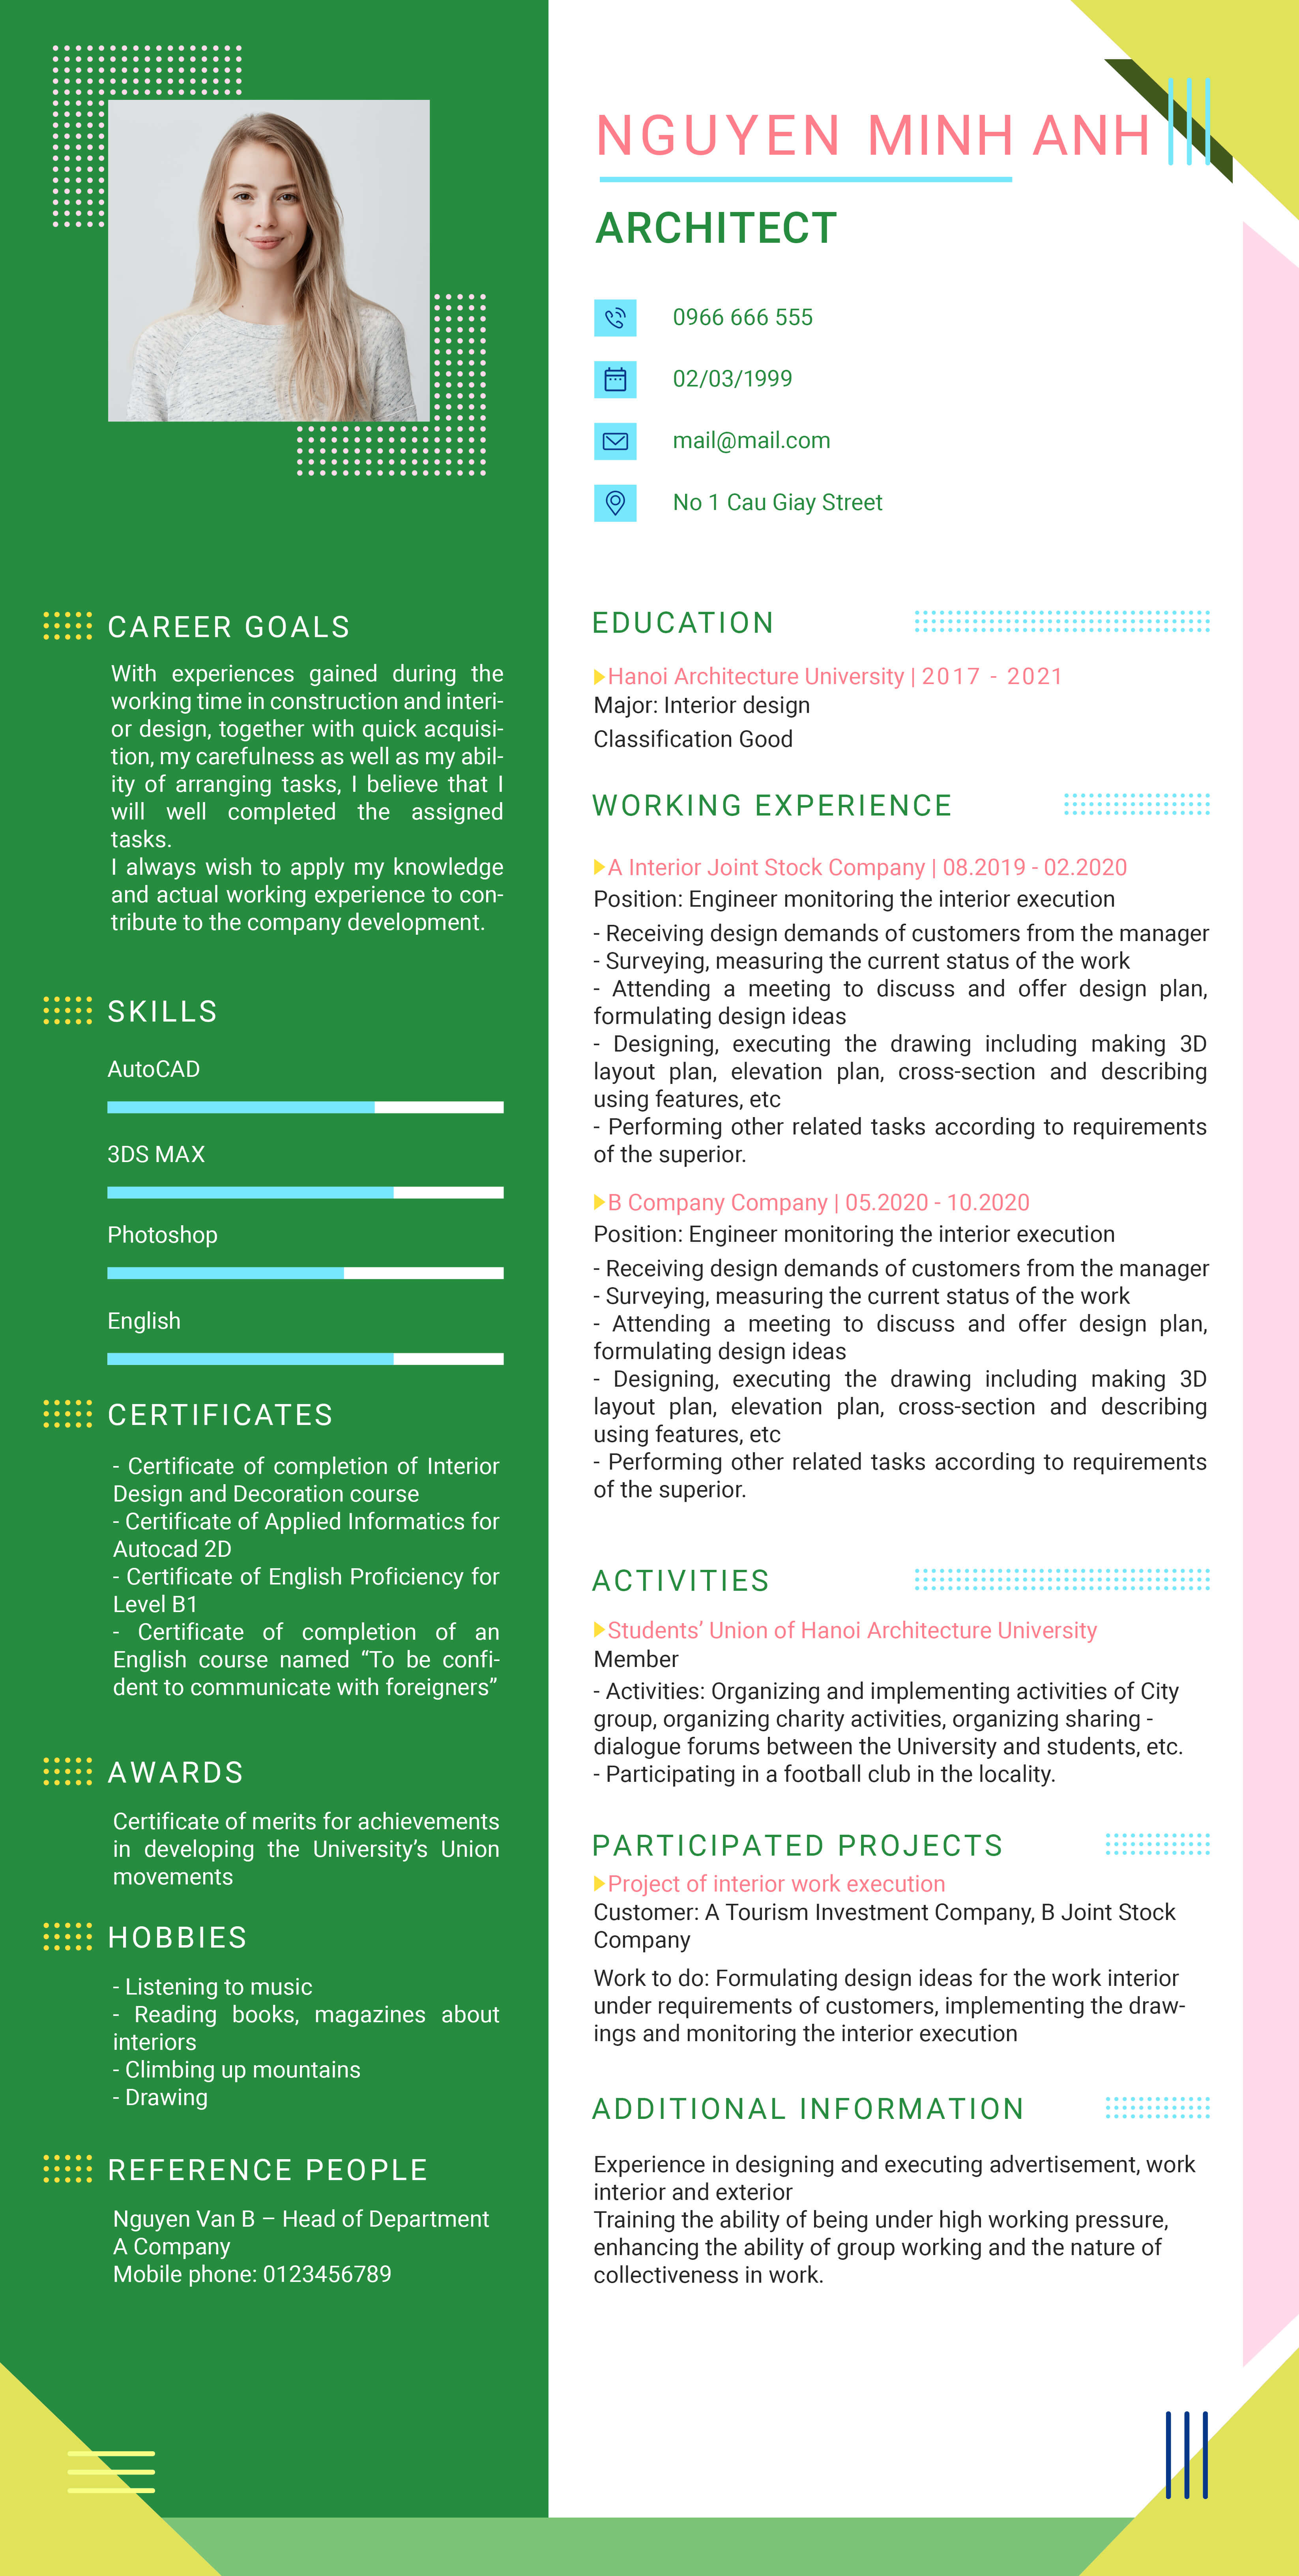 NGUYEN MINH ANH
ARCHITECT
0966 666 555
02/03/1999
mail@mail.com
No 1 Cau Giay Street
CAREER GOALS
With experiences gained during the
working time in construction and interi-
or design, together with quick acquisi-
tion, my carefulness as well as my abil-
ity of arranging tasks, I believe that I
will well completed the assigned
tasks.
I always wish to apply my knowledge
and actual working experience to con-
tribute to the company development.
SKILLS
AutoCAD
3DS MAX
Photoshop
English
CERTIFICATES
- Certificate of completion of Interior
Design and Decoration course
- Certificate of Applied Informatics for
Autocad 2D
- Certificate of English Proficiency for
Level B1
- Certificate of completion of an
English course named “To be confi-
dent to communicate with foreigners”
AWARDS
Certificate of merits for achievements
in developing the University’s Union
movements
HOBBIES
- Listening to music
- Reading books, magazines about
interiors
- Climbing up mountains
- Drawing
REFERENCE PEOPLE
Nguyen Van B – Head of Department
A Company
Mobile phone: 0123456789
EDUCATION
Hanoi Architecture University | 2017 - 2021
Major: Interior design
Classification Good
WORKING EXPERIENCE
A Interior Joint Stock Company | 08.2019 - 02.2020
Position: Engineer monitoring the interior execution
- Receiving design demands of customers from the manager
- Surveying, measuring the current status of the work
- Attending a meeting to discuss and offer design plan,
formulating design ideas
- Designing, executing the drawing including making 3D
layout plan, elevation plan, cross-section and describing
using features, etc
- Performing other related tasks according to requirements
of the superior.
B Company Company | 05.2020 - 10.2020
Position: Engineer monitoring the interior execution
- Receiving design demands of customers from the manager
- Surveying, measuring the current status of the work
- Attending a meeting to discuss and offer design plan,
formulating design ideas
- Designing, executing the drawing including making 3D
layout plan, elevation plan, cross-section and describing
using features, etc
- Performing other related tasks according to requirements
of the superior.
ACTIVITIES
Students’ Union of Hanoi Architecture University
Member
- Activities: Organizing and implementing activities of City
group, organizing charity activities, organizing sharing -
dialogue forums between the University and students, etc.
- Participating in a football club in the locality.
PARTICIPATED PROJECTS
Project of interior work execution
Customer: A Tourism Investment Company, B Joint Stock
Company
Work to do: Formulating design ideas for the work interior
under requirements of customers, implementing the draw-
ings and monitoring the interior execution
ADDITIONAL INFORMATION
Experience in designing and executing advertisement, work
interior and exterior
Training the ability of being under high working pressure,
enhancing the ability of group working and the nature of
collectiveness in work.